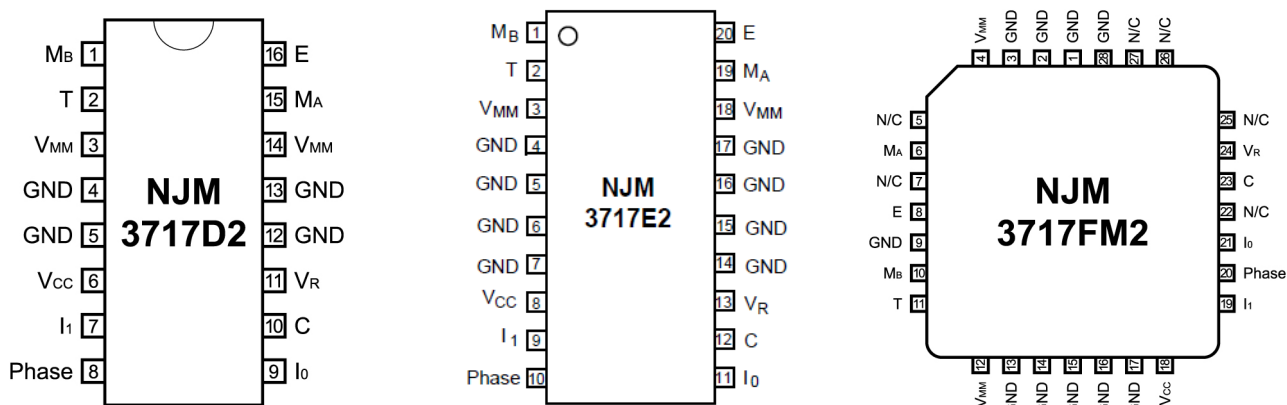 MB 1 16 E
T 2 15 MA
VMM 3 14 VMM
GND 4 13 GND
GND 5 12 GND
VCC 6 11 VR
I1 7 10 C
Phase 8 9 I0
NJM
3717D2
MB 1 20 E
T 2 19 MA
VMM 3 18 VMM
GND 4 17 GND
GND 5 16 GND
GND 6 15 GND
GND 7 14 GND
VCC 8 13 VR
I1 9 12 C
Phase 10 11 I0
NJM
3717E2
VMM GND GND GND GND N/C N/C
4 3 2 1 28 27 26
N/C 5 25 N/C
MA 6 24 VR
N/C 7 23 C
E 8 22 N/C
GND 9 21 I0
MB 10 20 Phase
T 11 19 I1
NJM
3717FM2
12 13 14 15 16 17 18
VMM GND GND GND GND GND VCC